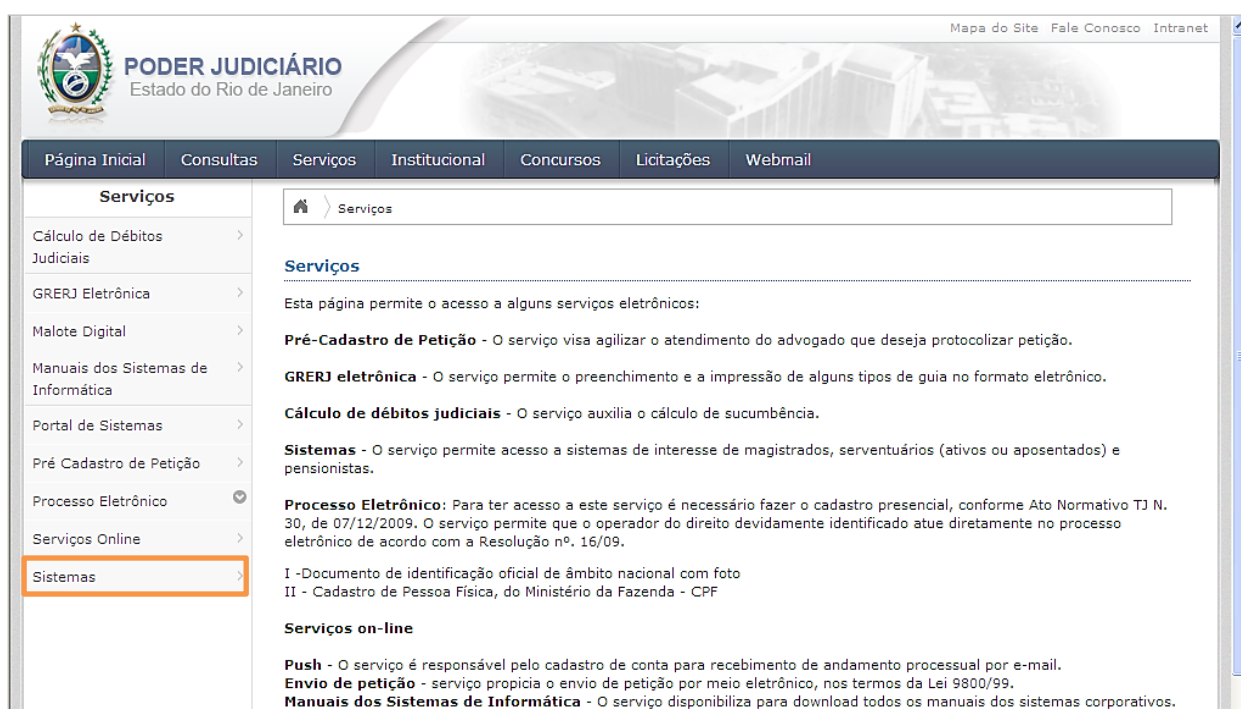 Mapa do Site Fale Conosco Intranet
PODER JUDICIÁRIO
Estado do Rio de Janeiro
Página Inicial Consultas Serviços Institucional Concursos Licitações Webmail
Serviços
Cálculo de Débitos
Judiciais
GRERJ Eletrônica
Malote Digital
Manuais dos Sistemas de
Informática
Portal de Sistemas
Pré Cadastro de Petição
Processo Eletrônico
Serviços Online
Sistemas
Serviços
Serviços
Esta página permite o acesso a alguns serviços eletrônicos:
Pré-Cadastro de Petição - O serviço visa agilizar o atendimento do advogado que deseja protocolizar petição.
GRERJ eletrônica - O serviço permite o preenchimento e a impressão de alguns tipos de guia no formato eletrônico.
Cálculo de débitos judiciais - O serviço auxilia o cálculo de sucumbência.
Sistemas - O serviço permite acesso a sistemas de interesse de magistrados, serventuários (ativos ou aposentados) e
pensionistas.
Processo Eletrônico: Para ter acesso a este serviço é necessário fazer o cadastro presencial, conforme Ato Normativo TJ N.
30, de 07/12/2009. O serviço permite que o operador do direito devidamente identificado atue diretamente no processo
eletrônico de acordo com a Resolução nº. 16/09.
I -Documento de identificação oficial de âmbito nacional com foto
II - Cadastro de Pessoa Física, do Ministério da Fazenda - CPF
Serviços on-line
Push - O serviço é responsável pelo cadastro de conta para recebimento de andamento processual por e-mail.
Envio de petição - serviço propicia o envio de petição por meio eletrônico, nos termos da Lei 9800/99.
Manuais dos Sistemas de Informática - O serviço disponibiliza para download todos os manuais dos sistemas corporativos.